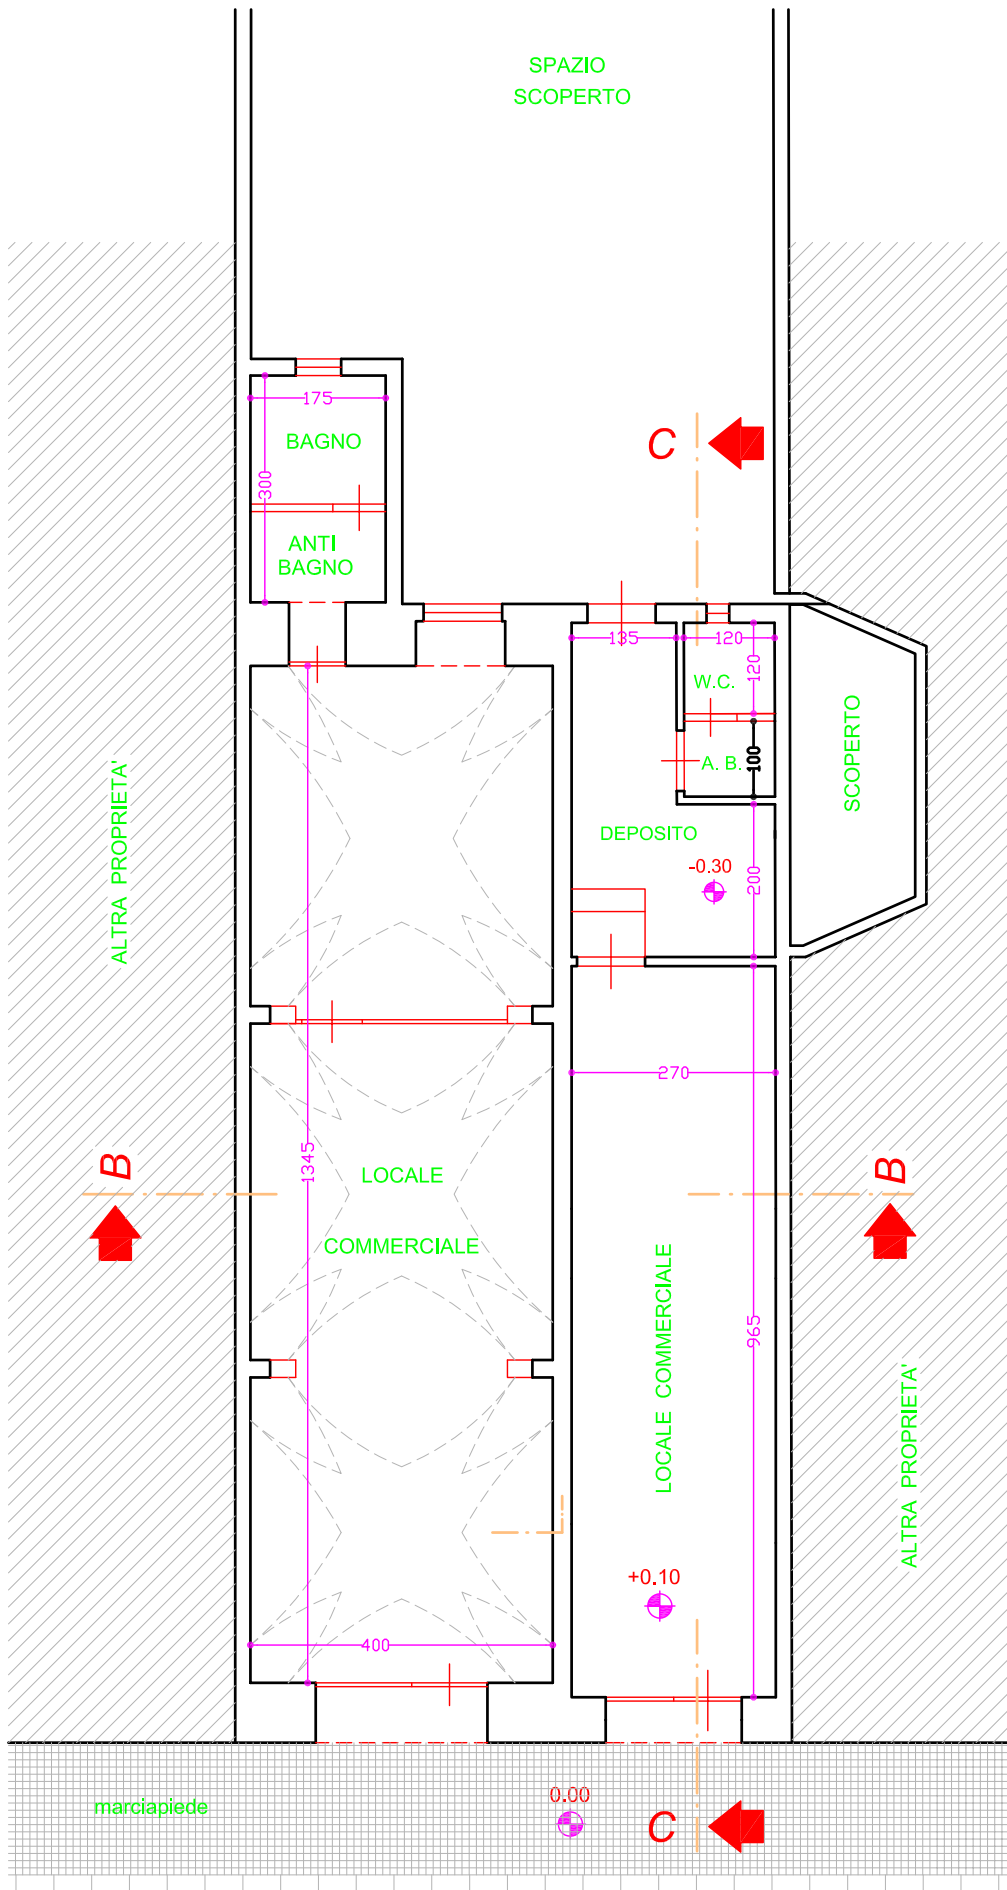 SPAZIO
SCOPERTO
175
BAGNO
300
ANTI
BAGNO
C
135
120
W.C.
120
A. B.
100
SCOPERTO
DEPOSITO
-0.30
200
ALTRA PROPRIETA'
270
1345
B
LOCALE
COMMERCIALE
B
LOCALE COMMERCIALE
965
ALTRA PROPRIETA'
+0.10
400
marciapiede
0.00
C